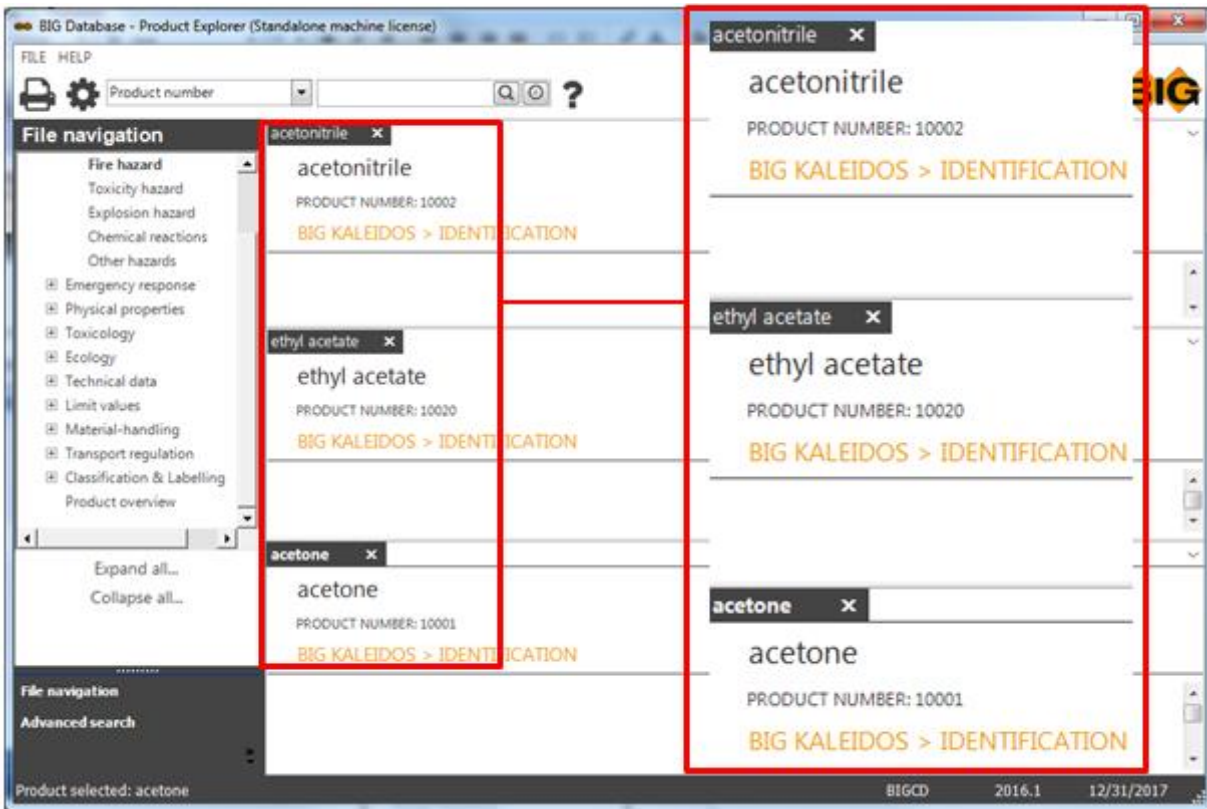 BIG Database - Product Explorer (Standalone machine license)
FILE HELP
Product number
?
BIG
File navigation
Fire hazard
Toxicity hazard
Explosion hazard
Chemical reactions
Other hazards
Emergency response
Physical properties
Toxicology
Ecology
Technical data
Limit values
Material-handling
Transport regulation
Classification & Labelling
Product overview
Expand all...
Collapse all...
File navigation
Advanced search
acetonitrile
acetonitrile
PRODUCT NUMBER: 10002
BIG KALEIDOS > IDENTIFICATION
ethyl acetate
ethyl acetate
PRODUCT NUMBER: 10020
BIG KALEIDOS > IDENTIFICATION
acetone
acetone
PRODUCT NUMBER: 10001
BIG KALEIDOS > IDENTIFICATION
acetonitrile
acetonitrile
PRODUCT NUMBER: 10002
BIG KALEIDOS > IDENTIFICATION
ethyl acetate
ethyl acetate
PRODUCT NUMBER: 10020
BIG KALEIDOS > IDENTIFICATION
acetone
acetone
PRODUCT NUMBER: 10001
BIG KALEIDOS > IDENTIFICATION
Product selected: acetone BIGCD 2016.1 12/31/2017